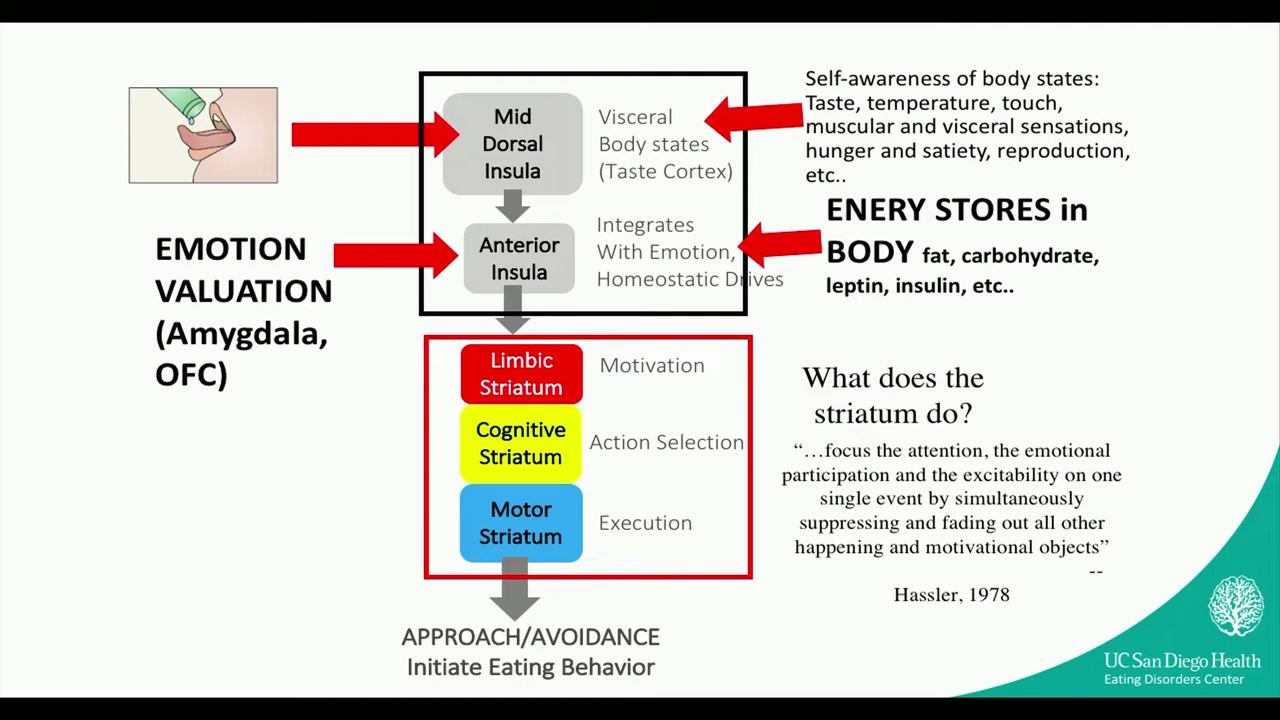 Mid
Dorsal
Insula
Visceral
Body states
(Taste Cortex)
Self-awareness of body states:
Taste, temperature, touch,
muscular and visceral sensations,
hunger and satiety, reproduction,
etc..
EMOTION
VALUATION
(Amygdala,
OFC)
Anterior
Insula
Integrates
With Emotion,
Homeostatic Drives
ENERY STORES in
BODY fat, carbohydrate,
leptin, insulin, etc..
Limbic
Striatum
Motivation
Cognitive
Striatum
Action Selection
Motor
Striatum
Execution
APPROACH/AVOIDANCE
Initiate Eating Behavior
What does the
striatum do?
“…focus the attention, the emotional
participation and the excitability on one
single event by simultaneously
suppressing and fading out all other
happening and motivational objects”
--
Hassler, 1978
UC San Diego Health
Eating Disorders Center